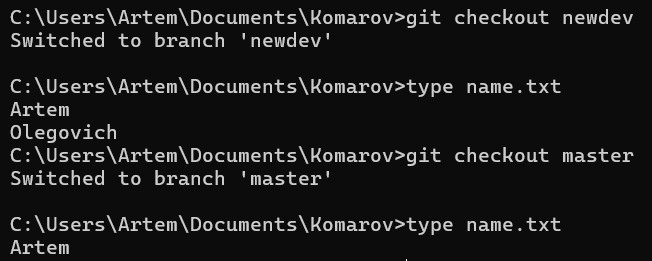 C:\Users\Artem\Documents\Komarov>git checkout newdev
Switched to branch 'newdev'
C:\Users\Artem\Documents\Komarov>type name.txt
Artem
Olegovich
C:\Users\Artem\Documents\Komarov>git checkout master
Switched to branch 'master'
C:\Users\Artem\Documents\Komarov>type name.txt
Artem